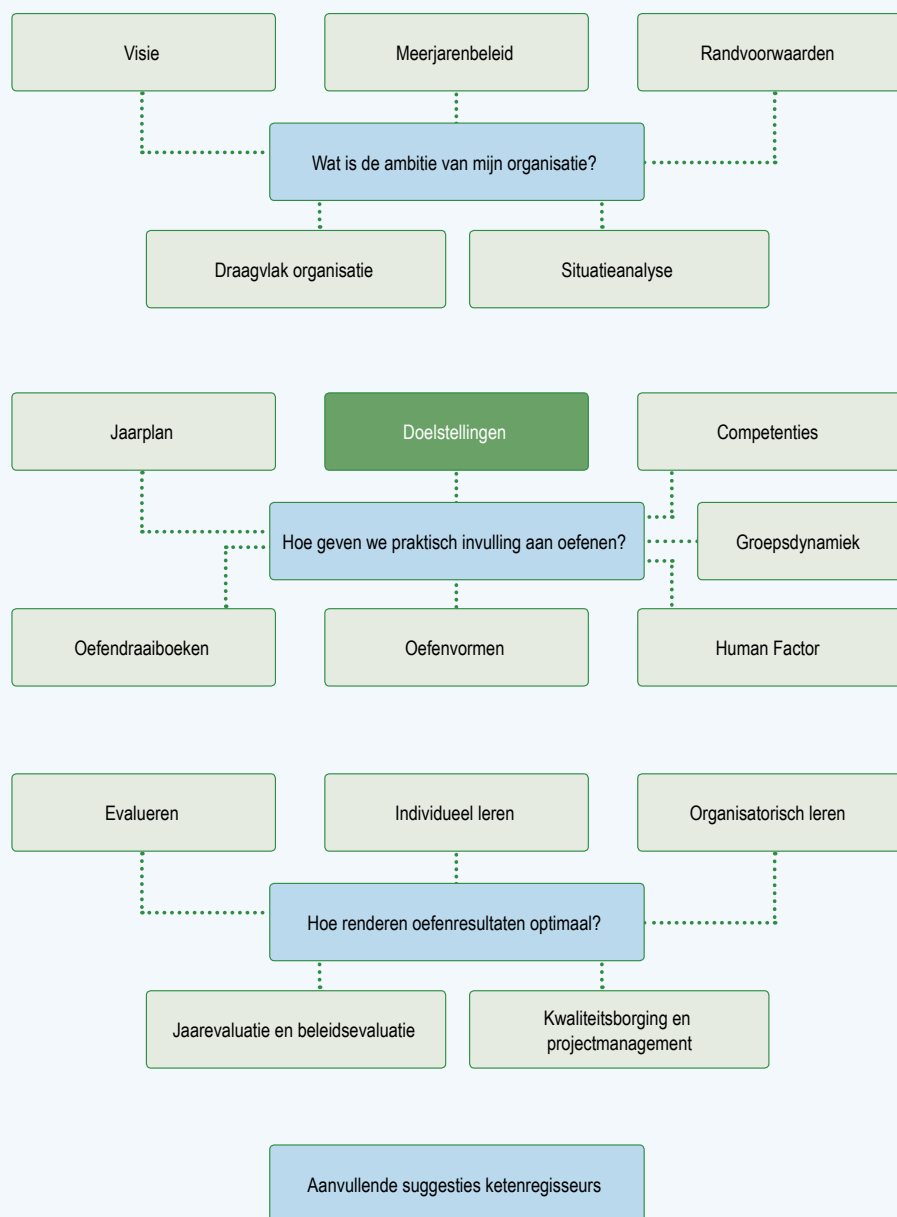 Visie
Meerjarenbeleid
Randvoorwaarden
Wat is de ambitie van mijn organisatie?
Draagvlak organisatie
Situatieanalyse
Jaarplan
Doelstellingen
Competenties
Hoe geven we praktisch invulling aan oefenen?
Groepsdynamiek
Oefendraaiboeken
Oefenvormen
Human Factor
Evalueren
Individueel leren
Organisatorisch leren
Hoe renderen oefenresultaten optimaal?
Jaarevaluatie en beleidsevaluatie
Kwaliteitsborging en
projectmanagement
Aanvullende suggesties ketenregisseurs